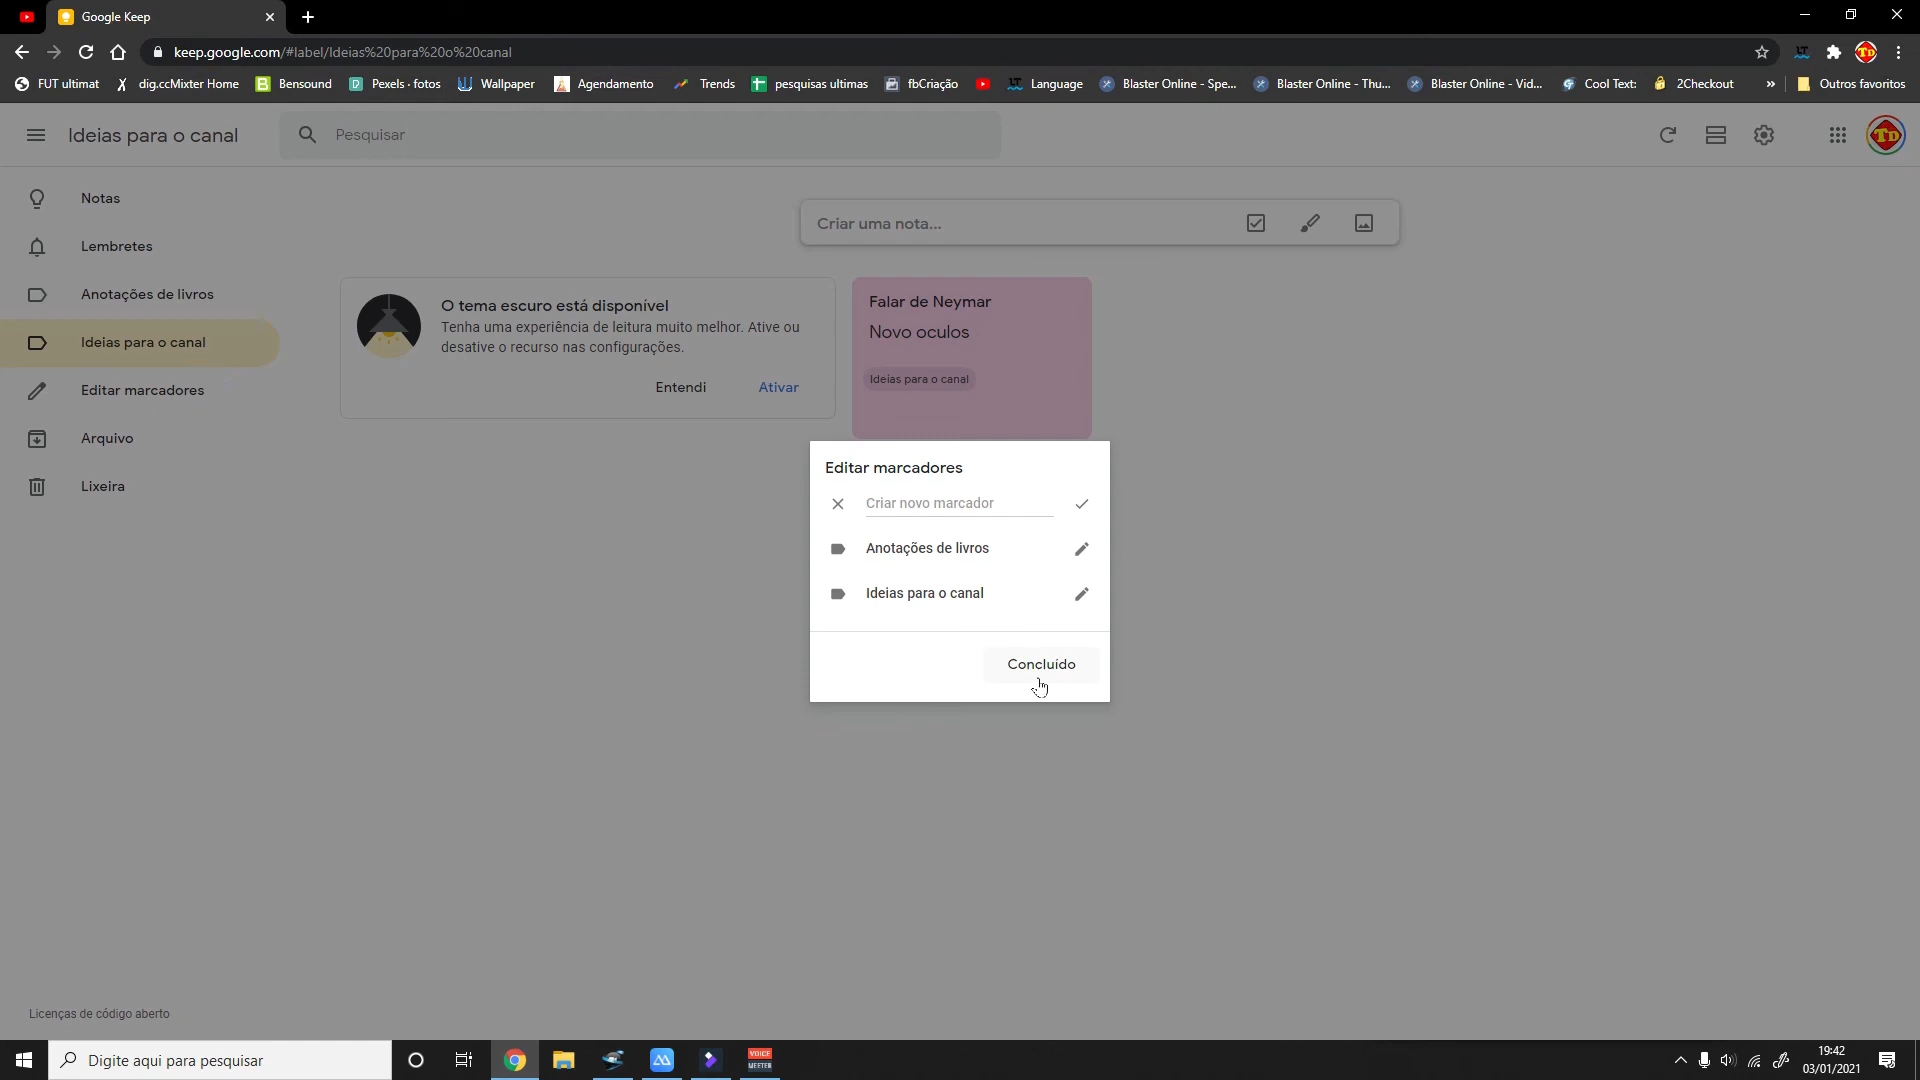 Google Keep
keep.google.com/#label/Ideias%20para%20o%20canal
FUT ultimat
dig.ccMixter Home
Bensound
Pexels · fotos
Wallpaper
Agendamento
Trends
pesquisas ultimas
fbCriação
LT
Language
Blaster Online - Spe...
Blaster Online - Thu...
Blaster Online - Vid...
Cool Text:
2Checkout
»
Outros favoritos
Ideias para o canal
Pesquisar
TD
Notas
Lembretes
Anotações de livros
Ideias para o canal
Editar marcadores
Arquivo
Lixeira
Criar uma nota...
O tema escuro está disponível
Tenha uma experiência de leitura muito melhor. Ative ou
desative o recurso nas configurações.
Entendi
Ativar
Falar de Neymar
Novo oculos
Ideias para o canal
Editar marcadores
Criar novo marcador
Anotações de livros
Ideias para o canal
Concluído
Licenças de código aberto
Digite aqui para pesquisar
VOICE
MEETER
19:42
03/01/2021